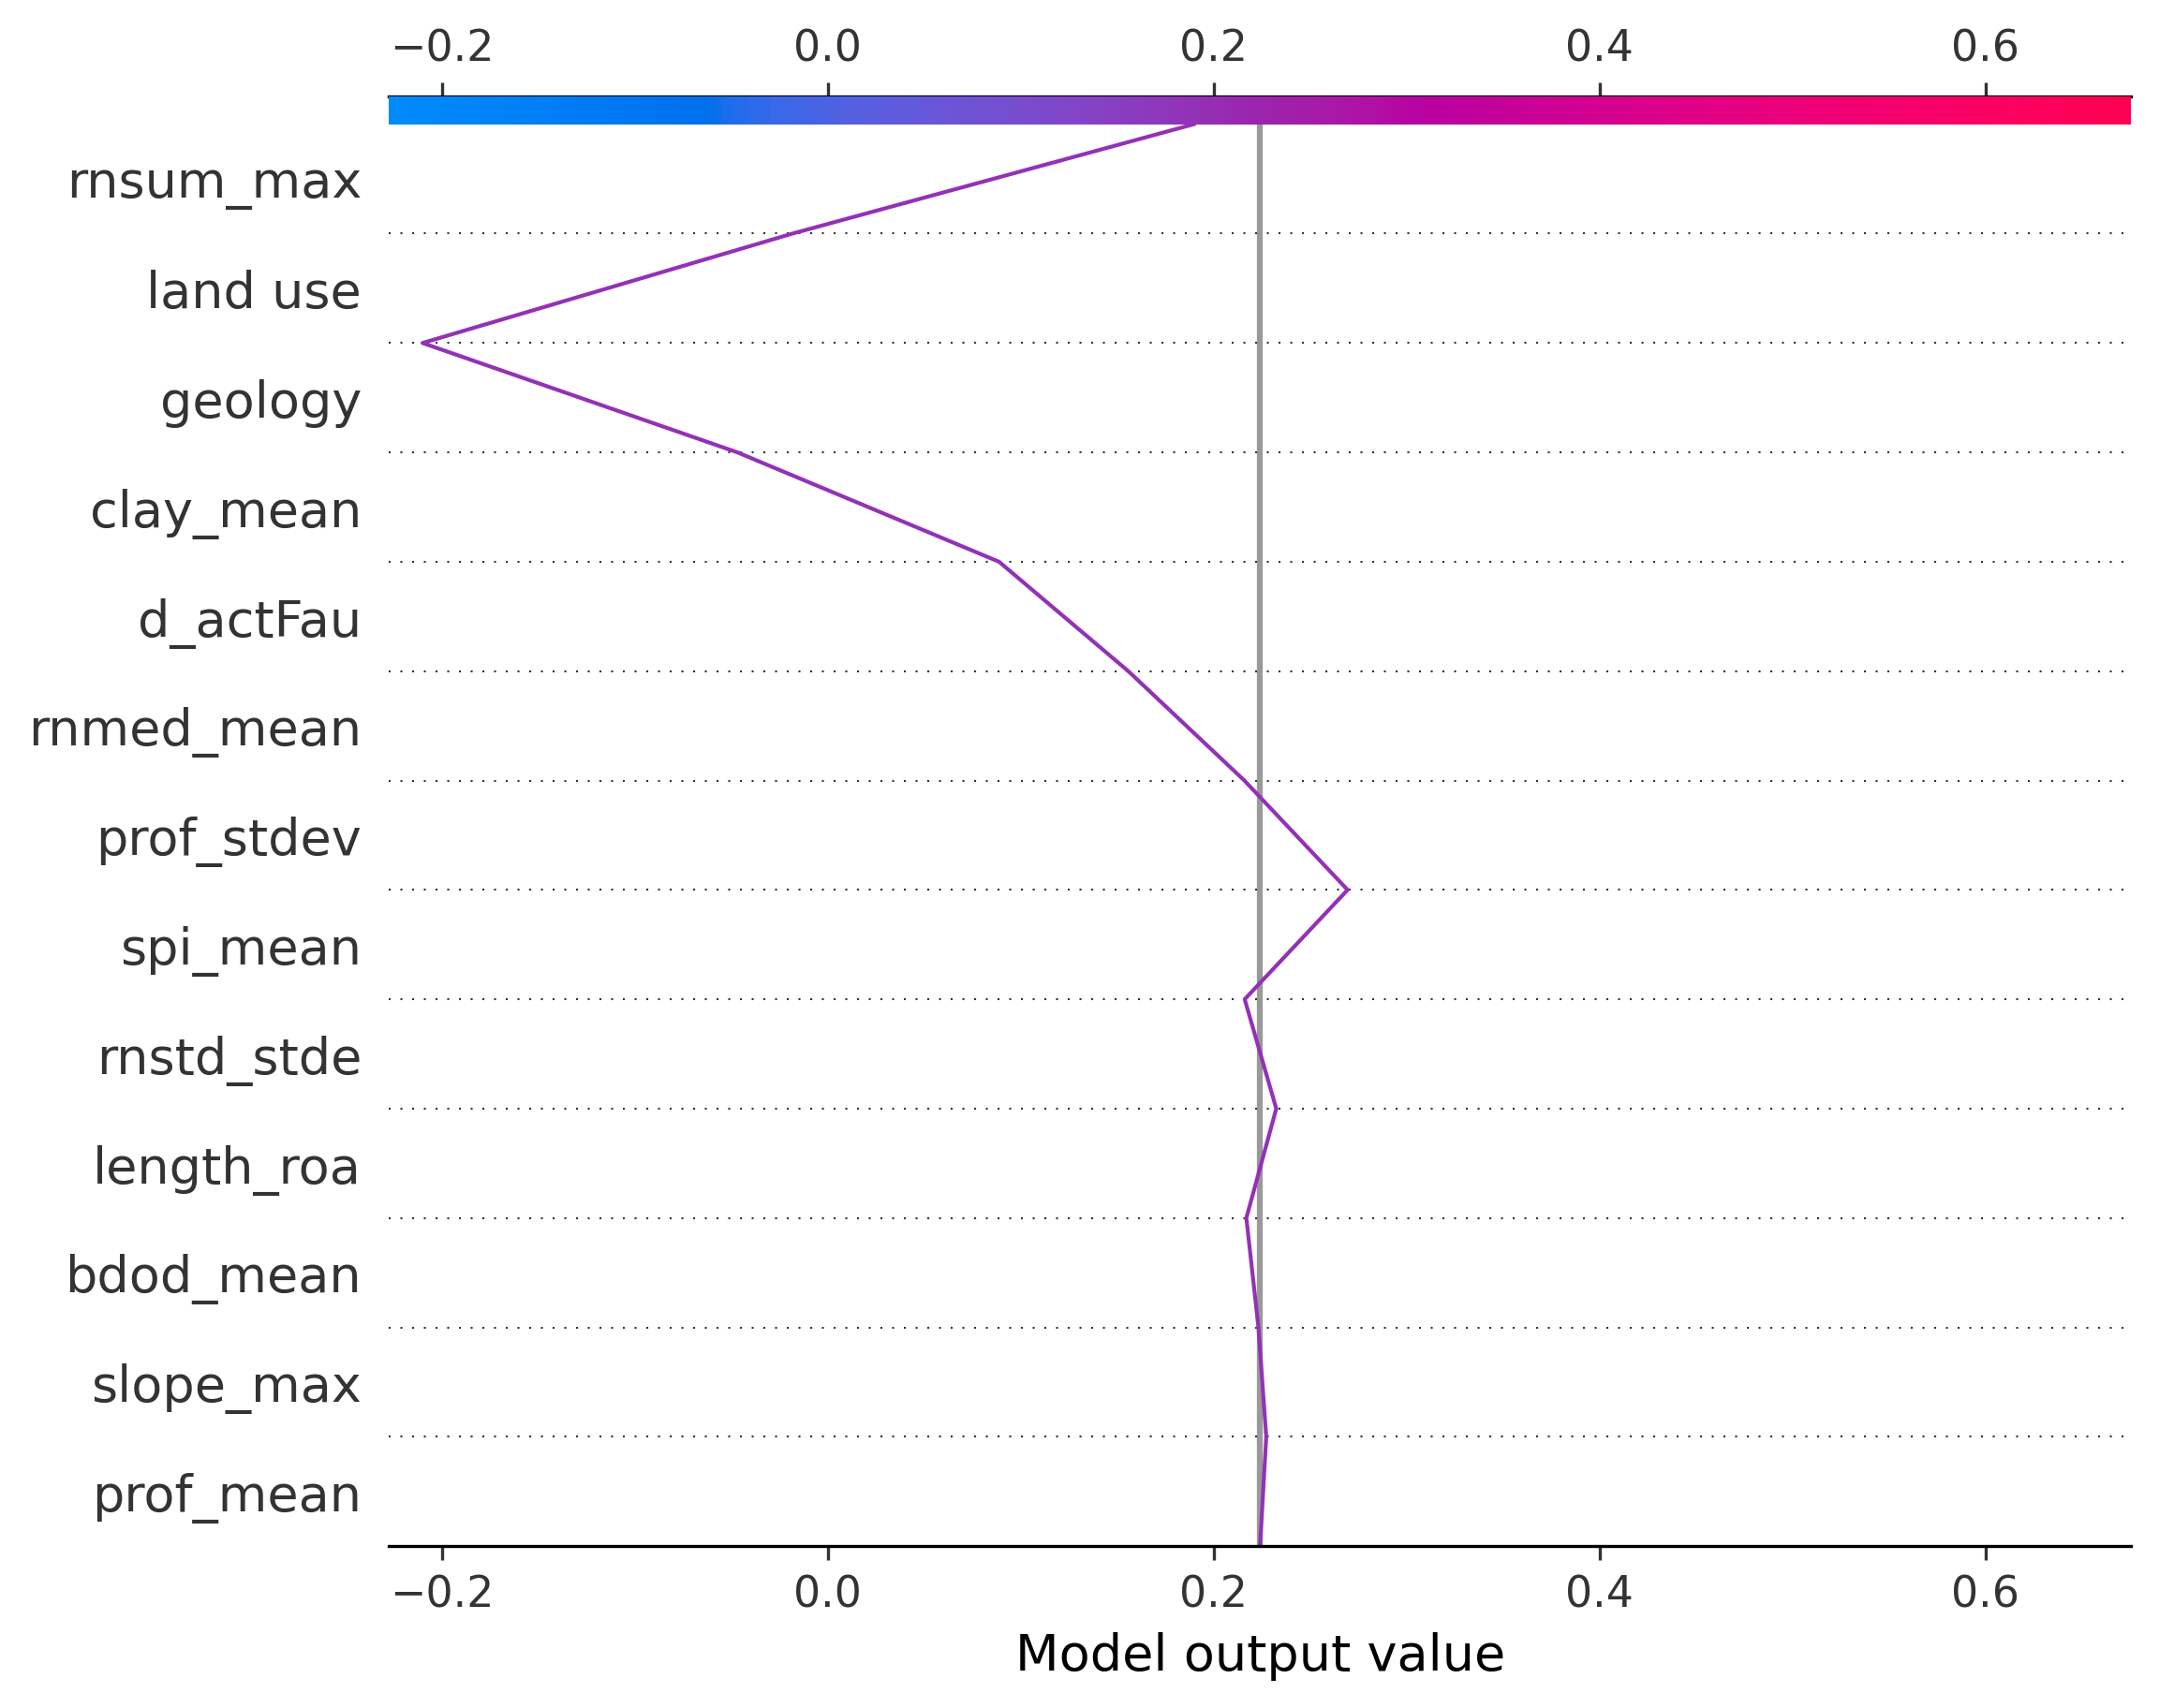 −0.2 0.0 0.2 0.4 0.6
rnsum_max
land use
geology
clay_mean
d_actFau
rnmed_mean
prof_stdev
spi_mean
rnstd_stde
length_roa
bdod_mean
slope_max
prof_mean
−0.2 0.0 0.2 0.4 0.6
Model output value